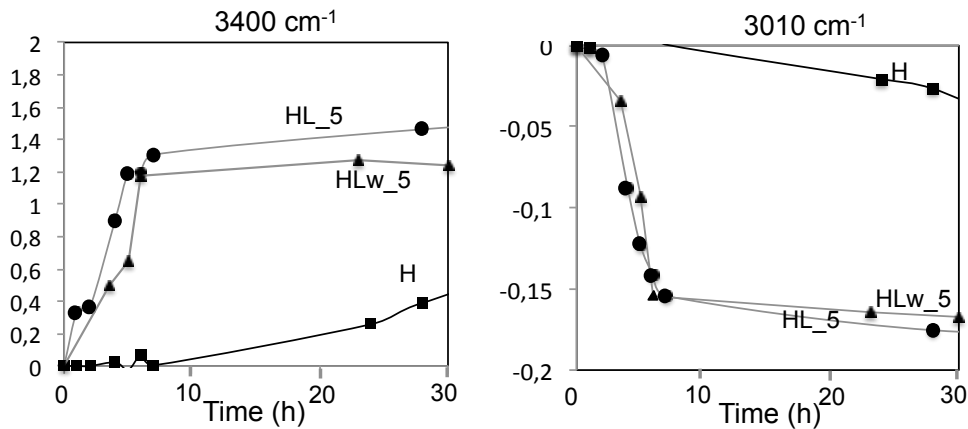 3400 cm-1
2
1,8
1,6
1,4
1,2
1
0,8
0,6
0,4
0,2
0
HL_5
HLw_5
H
0 10 20 30
Time (h)
3010 cm-1
0
-0,05
-0,1
-0,15
-0,2
H
HLw_5
HL_5
0 10 20 30
Time (h)